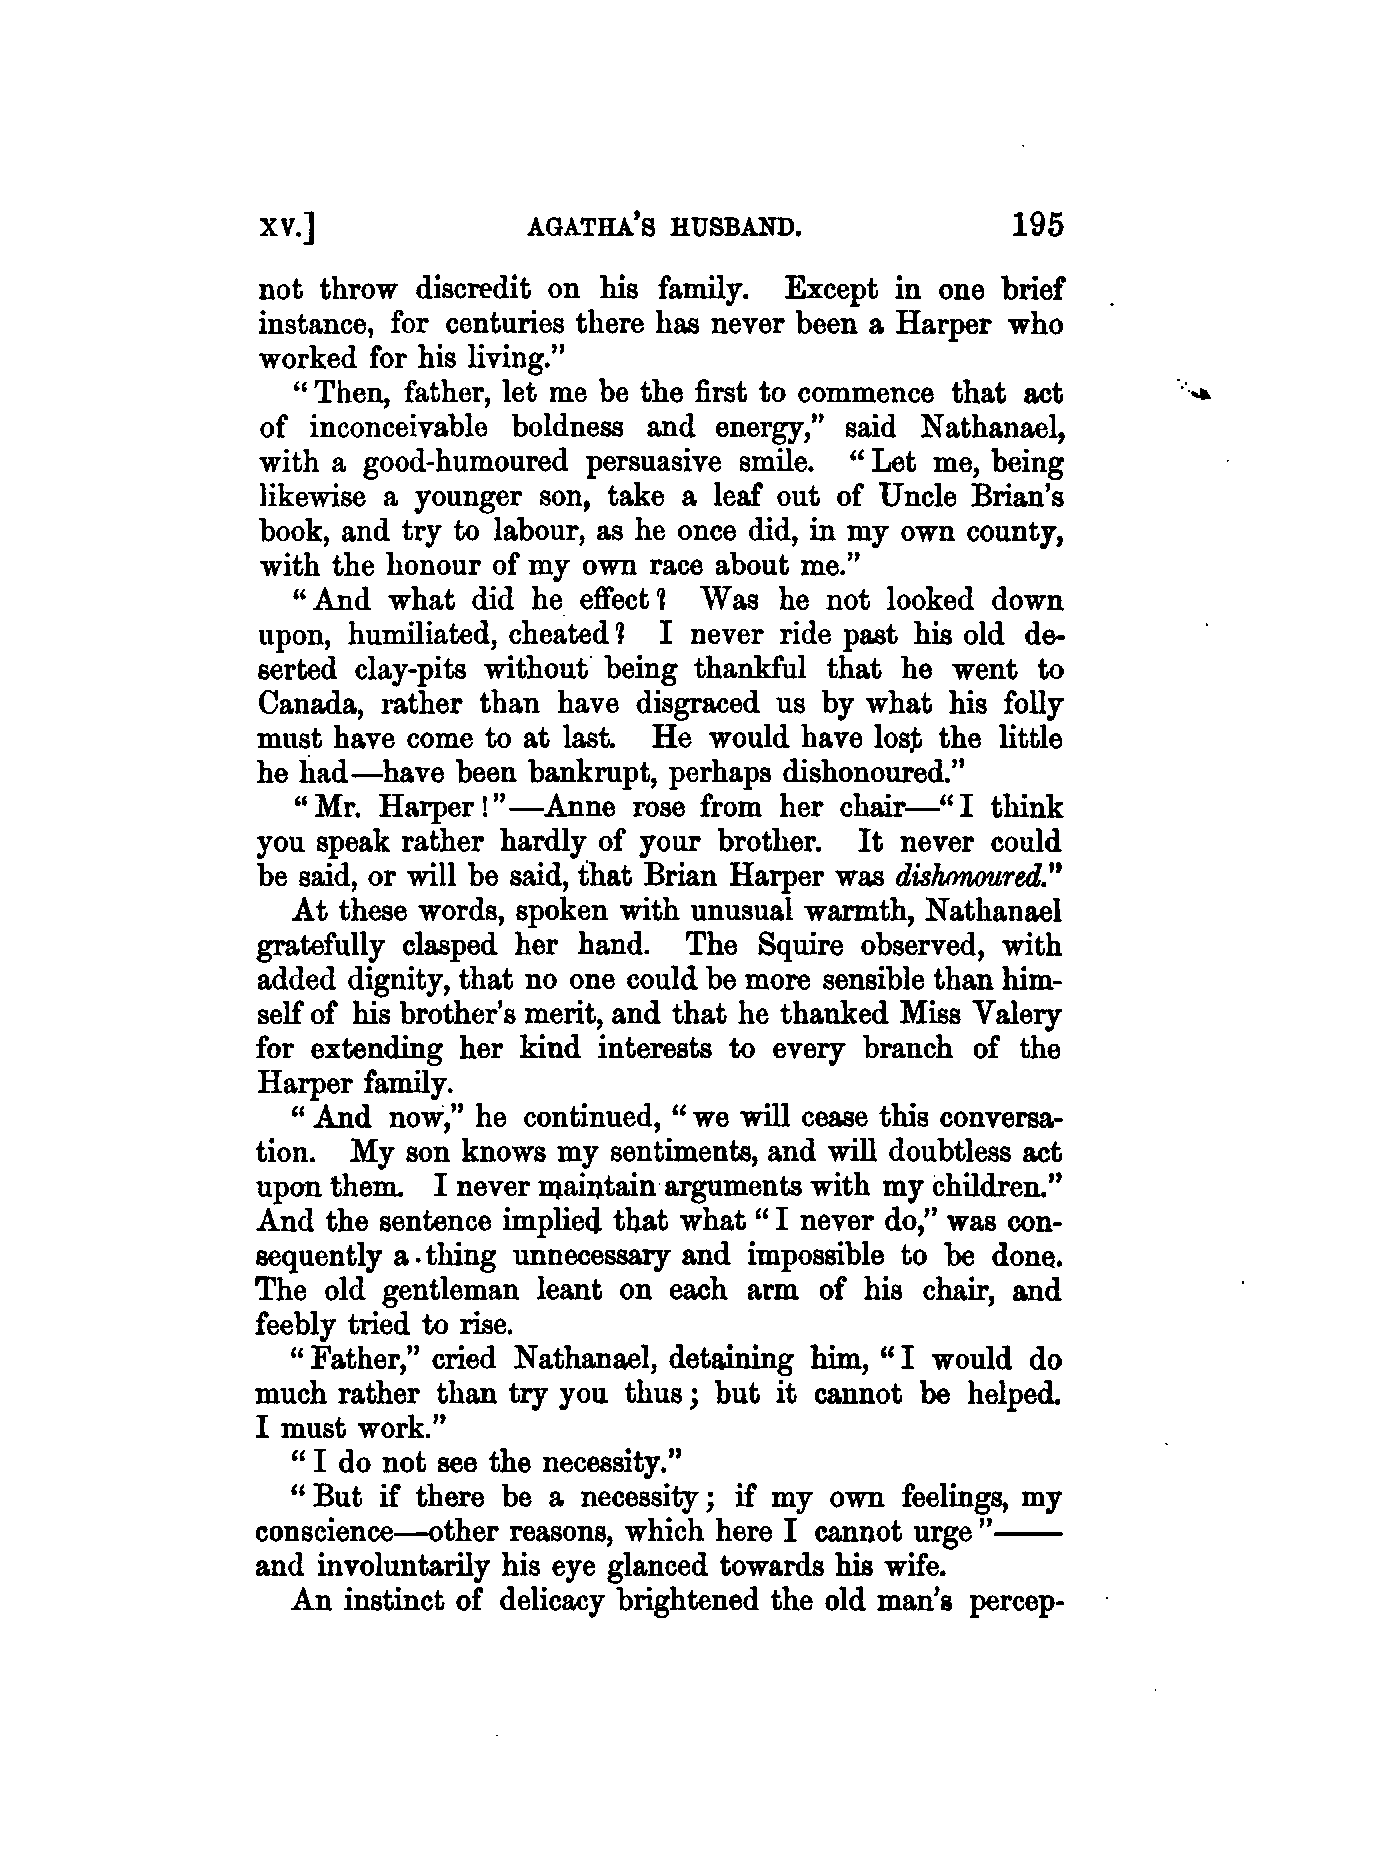 XV.] AGATHA'S HUSBAND. 195
not throw discredit on his family. Except in one brief
instance, for centuries there has never been a Harper who
worked for his living."
"Then, father, let me be the first to commence that act
of inconceivable boldness and energy," said Nathanael,
with a good-humoured persuasive smile. "Let me, being
likewise a younger son, take a leaf out of Uncle Brian's
book, and try to labour, as he once did, in my own county,
with the honour of my own race about me."
"And what did he effect? Was he not looked down
upon, humiliated, cheated? I never ride past his old de-
serted clay-pits without being thankful that he went to
Canada, rather than have disgraced us by what his folly
must have come to at last. He would have lost the little
he had—have been bankrupt, perhaps dishonoured."
"Mr. Harper!"—Anne rose from her chair—"I think
you speak rather hardly of your brother. It never could
be said, or will be said, that Brian Harper was dishonoured."
At these words, spoken with unusual warmth, Nathanael
gratefully clasped her hand. The Squire observed, with
added dignity, that no one could be more sensible than him-
self of his brother's merit, and that he thanked Miss Valery
for extending her kind interests to every branch of the
Harper family.
"And now," he continued, "we will cease this conversa-
tion. My son knows my sentiments, and will doubtless act
upon them. I never maintain arguments with my children."
And the sentence implied that what "I never do," was con-
sequently a thing unnecessary and impossible to be done.
The old gentleman leant on each arm of his chair, and
feebly tried to rise.
"Father," cried Nathanael, detaining him, "I would do
much rather than try you thus; but it cannot be helped.
I must work."
"I do not see the necessity."
"But if there be a necessity; if my own feelings, my
conscience—other reasons, which here I cannot urge"——
and involuntarily his eye glanced towards his wife.
An instinct of delicacy brightened the old man's percep-